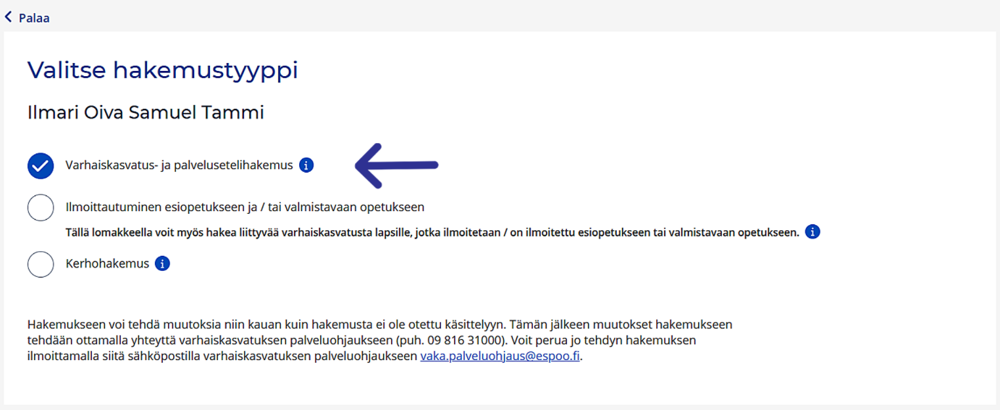 Palaa
Valitse hakemustyyppi
Ilmari Oiva Samuel Tammi
Varhaiskasvatus- ja palvelusetelihakemus
Ilmoittautuminen esiopetukseen ja / tai valmistavaan opetukseen
Tällä lomakkeella voit myös hakea liittyvää varhaiskasvatusta lapsille, jotka ilmoitetaan / on ilmoitettu esiopetukseen tai valmistavaan opetukseen.
Kerhohakemus
Hakemukseen voi tehdä muutoksia niin kauan kuin hakemusta ei ole otettu käsittelyyn. Tämän jälkeen muutokset hakemukseen
tehdään ottamalla yhteyttä varhaiskasvatuksen palveluohjaukseen (puh. 09 816 31000). Voit perua jo tehdyn hakemuksen
ilmoittamalla siitä sähköpostilla varhaiskasvatuksen palveluohjaukseen vaka.palveluohjaus@espoo.fi.